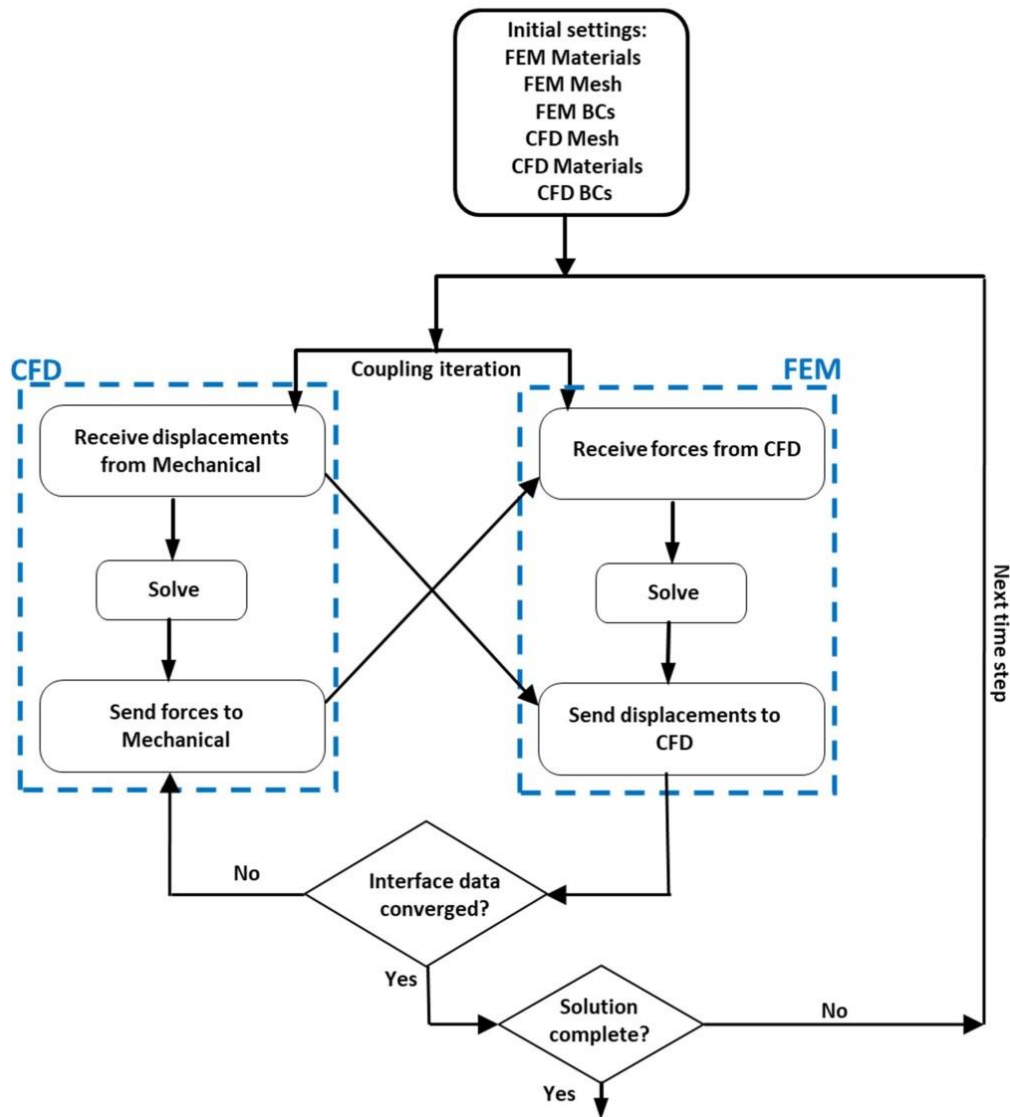 Initial settings:
FEM Materials
FEM Mesh
FEM BCs
CFD Mesh
CFD Materials
CFD BCs
Coupling iteration
CFD
FEM
Receive displacements
from Mechanical
Receive forces from CFD
Solve
Solve
Next time step
Send forces to
Mechanical
Send displacements to
CFD
No
Interface data
converged?
Yes
Solution
complete?
No
Yes